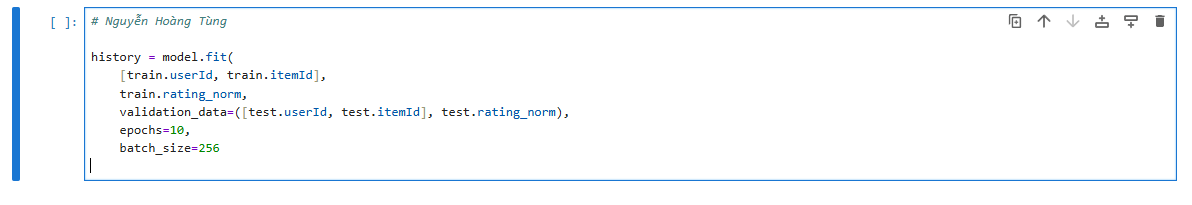 [ ]:
# Nguyễn Hoàng Tùng
history = model.fit(
    [train.userId, train.itemId],
    train.rating_norm,
    validation_data=([test.userId, test.itemId], test.rating_norm),
    epochs=10,
    batch_size=256